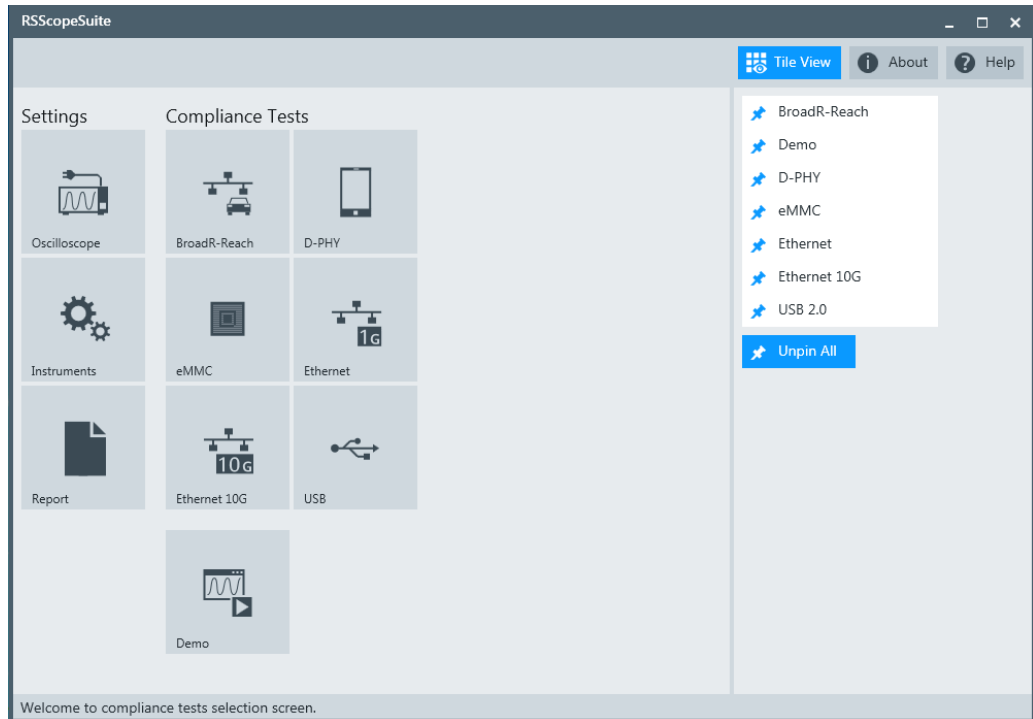 RSScopeSuite
Tile View
About
Help
Settings
Compliance Tests
Oscilloscope
BroadR-Reach
D-PHY
Instruments
eMMC
1G
Ethernet
Report
10G
Ethernet 10G
USB
Demo
BroadR-Reach
Demo
D-PHY
eMMC
Ethernet
Ethernet 10G
USB 2.0
Unpin All
Welcome to compliance tests selection screen.